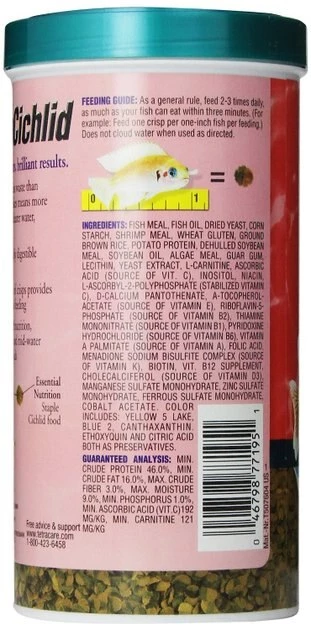 Cichlid
brilliant results.
waste than
means more
water,
digestible
crisps provides
feeding
nutrition,
mid-water
Essential
Nutrition
Staple
Cichlid food
Free advice & support
www.tetracare.com
1-800-423-6458
FEEDING GUIDE: As a general rule, feed 2-3 times daily,
as much as your fish can eat within three minutes. (For
example: Feed one crisp per one-inch fish per feeding.)
Does not cloud water when used as directed.
0 1 =
INGREDIENTS: FISH MEAL, FISH OIL, DRIED YEAST, CORN
STARCH, SHRIMP MEAL, WHEAT GLUTEN, GROUND
BROWN RICE, POTATO PROTEIN, DEHULLED SOYBEAN
MEAL, SOYBEAN OIL, ALGAE MEAL, GUAR GUM,
LECITHIN, YEAST EXTRACT, L-CARNITINE, ASCORBIC
ACID (SOURCE OF VIT. C), INOSITOL, NIACIN,
L-ASCORBYL-2-POLYPHOSPHATE (STABILIZED VITAMIN
C), D-CALCIUM PANTOTHENATE, A-TOCOPHEROL-
ACETATE (SOURCE OF VITAMIN E), RIBOFLAVIN-5-
PHOSPHATE (SOURCE OF VITAMIN B2), THIAMINE
MONONITRATE (SOURCE OF VITAMIN B1), PYRIDOXINE
HYDROCHLORIDE (SOURCE OF VITAMIN B6), VITAMIN
A PALMITATE (SOURCE OF VITAMIN A), FOLIC ACID,
MENADIONE SODIUM BISULFITE COMPLEX (SOURCE
OF VITAMIN K), BIOTIN, VIT. B12 SUPPLEMENT,
CHOLECALCIFEROL (SOURCE OF VITAMIN D3),
MANGANESE SULFATE MONOHYDRATE, ZINC SULFATE
MONOHYDRATE, FERROUS SULFATE MONOHYDRATE,
COBALT ACETATE. COLOR
INCLUDES: YELLOW 5 LAKE,
BLUE 2, CANTHAXANTHIN.
ETHOXYQUIN AND CITRIC ACID
BOTH AS PRESERVATIVES.
GUARANTEED ANALYSIS: MIN.
CRUDE PROTEIN 46.0%, MIN.
CRUDE FAT 16.0%, MAX. CRUDE
FIBER 3.0%, MAX. MOISTURE
9.0%, MIN. PHOSPHORUS 1.0%,
MIN. ASCORBIC ACID (VIT.C)192
MG/KG, MIN. CARNITINE 121
MG/KG
0 46798 77195 1